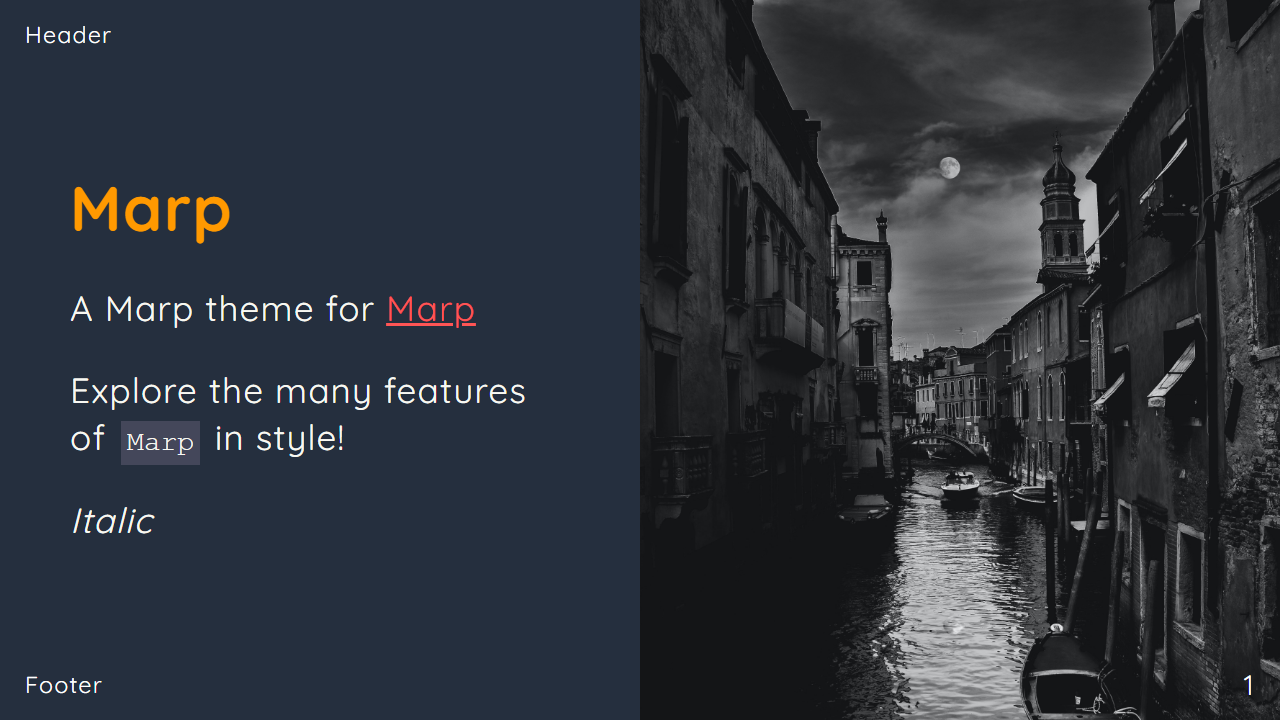 Header
Marp
A Marp theme for Marp
Explore the many features
of Marp in style!
Italic
Footer
1